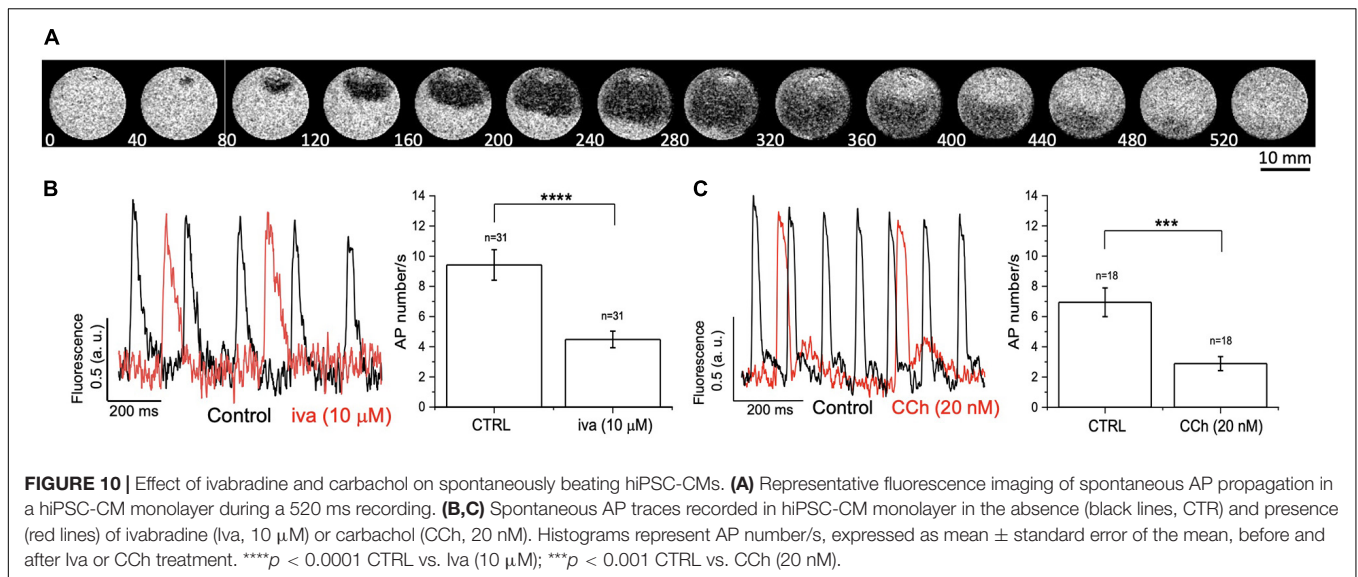 A
0 40 80 120 160 200 240 280 320 360 400 440 480 520
10 mm
B
Fluorescence
0.5 (a. u.)
200 ms
Control
iva (10 μM)
AP number/s
14
12
10
8
6
4
2
0
****
n=31
n=31
CTRL
iva (10 μM)
C
Fluorescence
0.5 (a. u.)
200 ms
Control
CCh (20 nM)
AP number/s
14
12
10
8
6
4
2
0
***
n=18
n=18
CTRL
CCh (20 nM)
FIGURE 10 | Effect of ivabradine and carbachol on spontaneously beating hiPSC-CMs. (A) Representative fluorescence imaging of spontaneous AP propagation in
a hiPSC-CM monolayer during a 520 ms recording. (B,C) Spontaneous AP traces recorded in hiPSC-CM monolayer in the absence (black lines, CTR) and presence
(red lines) of ivabradine (Iva, 10 μM) or carbachol (CCh, 20 nM). Histograms represent AP number/s, expressed as mean ± standard error of the mean, before and
after Iva or CCh treatment. ****p < 0.0001 CTRL vs. Iva (10 μM); ***p < 0.001 CTRL vs. CCh (20 nM).